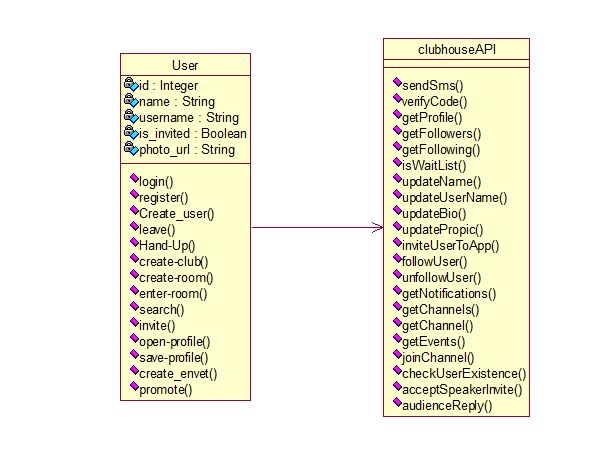 User
id : Integer
name : String
username : String
is_invited : Boolean
photo_url : String
login()
register()
Create_user()
leave()
Hand-Up()
create-club()
create-room()
enter-room()
search()
invite()
open-profile()
save-profile()
create_envet()
promote()
clubhouseAPI
sendSms()
verifyCode()
getProfile()
getFollowers()
getFollowing()
isWaitList()
updateName()
updateUserName()
updateBio()
updatePropic()
inviteUserToApp()
followUser()
unfollowUser()
getNotifications()
getChannels()
getChannel()
getEvents()
joinChannel()
checkUserExistence()
acceptSpeakerInvite()
audienceReply()